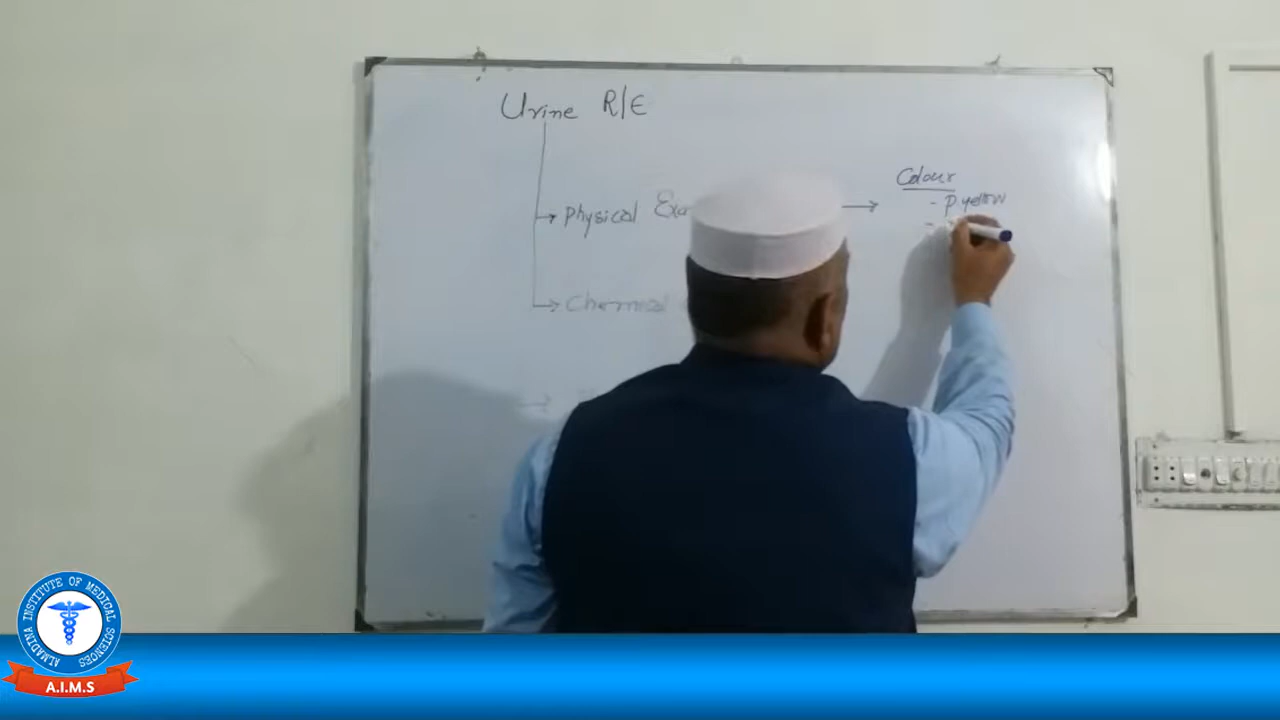 Urine R/E
Physical Exa
Chemical
Colour
- P yellow
-
ALMADINA INSTITUTE OF MEDICAL SCIENCES
A.I.M.S